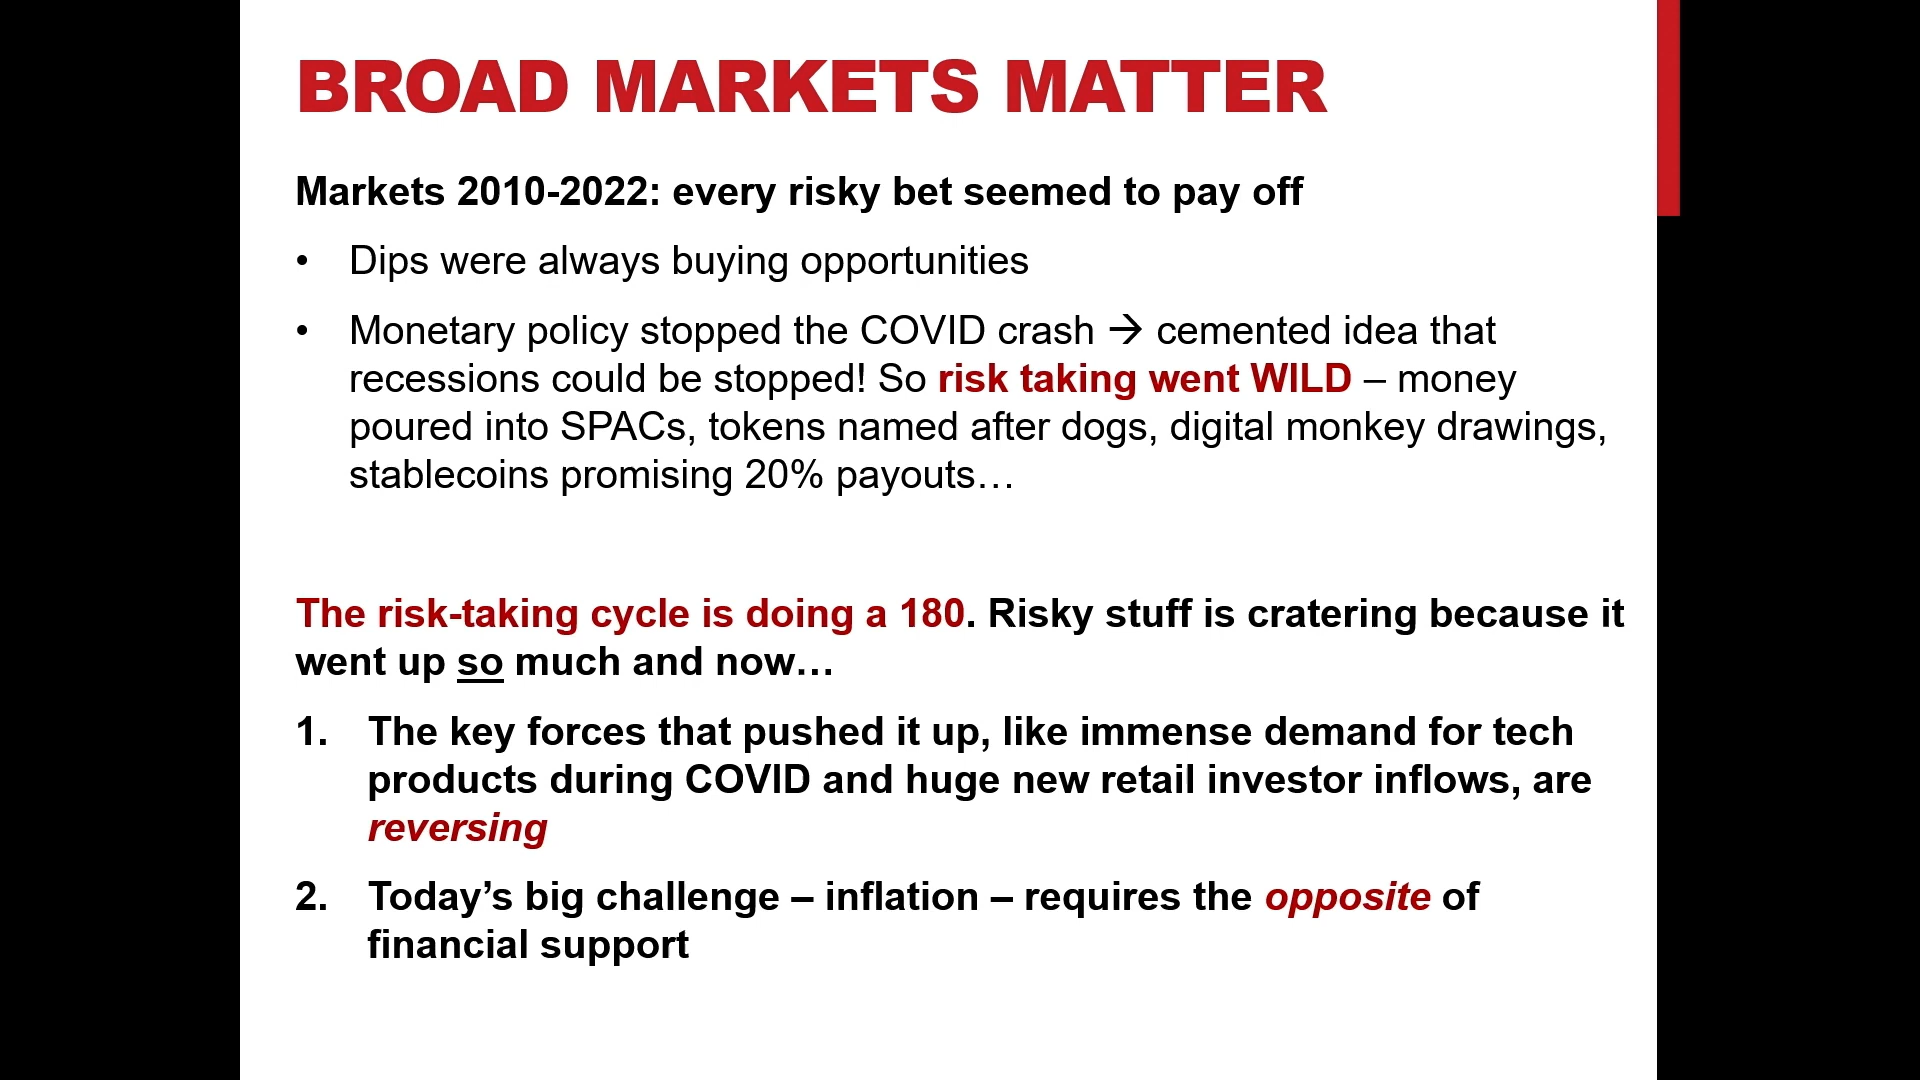 BROAD MARKETS MATTER
Markets 2010-2022: every risky bet seemed to pay off
• Dips were always buying opportunities
• Monetary policy stopped the COVID crash → cemented idea that
recessions could be stopped! So risk taking went WILD – money
poured into SPACs, tokens named after dogs, digital monkey drawings,
stablecoins promising 20% payouts…
The risk-taking cycle is doing a 180. Risky stuff is cratering because it
went up so much and now…
1. The key forces that pushed it up, like immense demand for tech
products during COVID and huge new retail investor inflows, are
reversing
2. Today’s big challenge – inflation – requires the opposite of
financial support